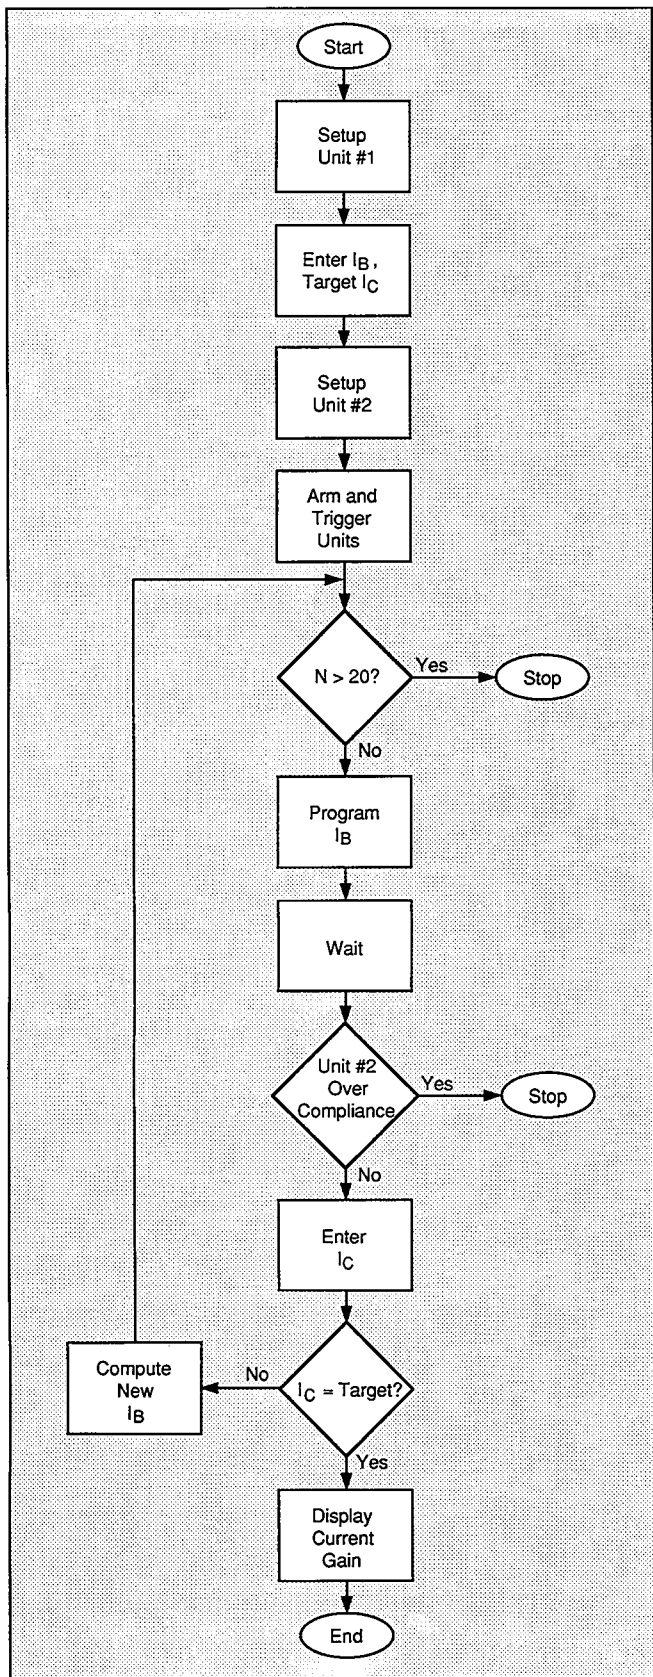 Start
Setup
Unit #1
Enter IB,
Target IC
Setup
Unit #2
Arm and
Trigger
Units
N > 20?
Yes
Stop
No
Program
IB
Wait
Unit #2
Over
Compliance
Yes
Stop
No
Enter
IC
IC = Target?
No
Compute
New
IB
Yes
Display
Current
Gain
End